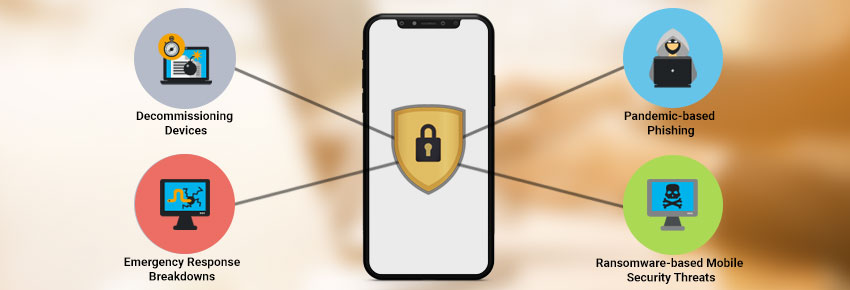 Decommissioning
Devices
Pandemic-based
Phishing
Emergency Response
Breakdowns
Ransomware-based Mobile
Security Threats